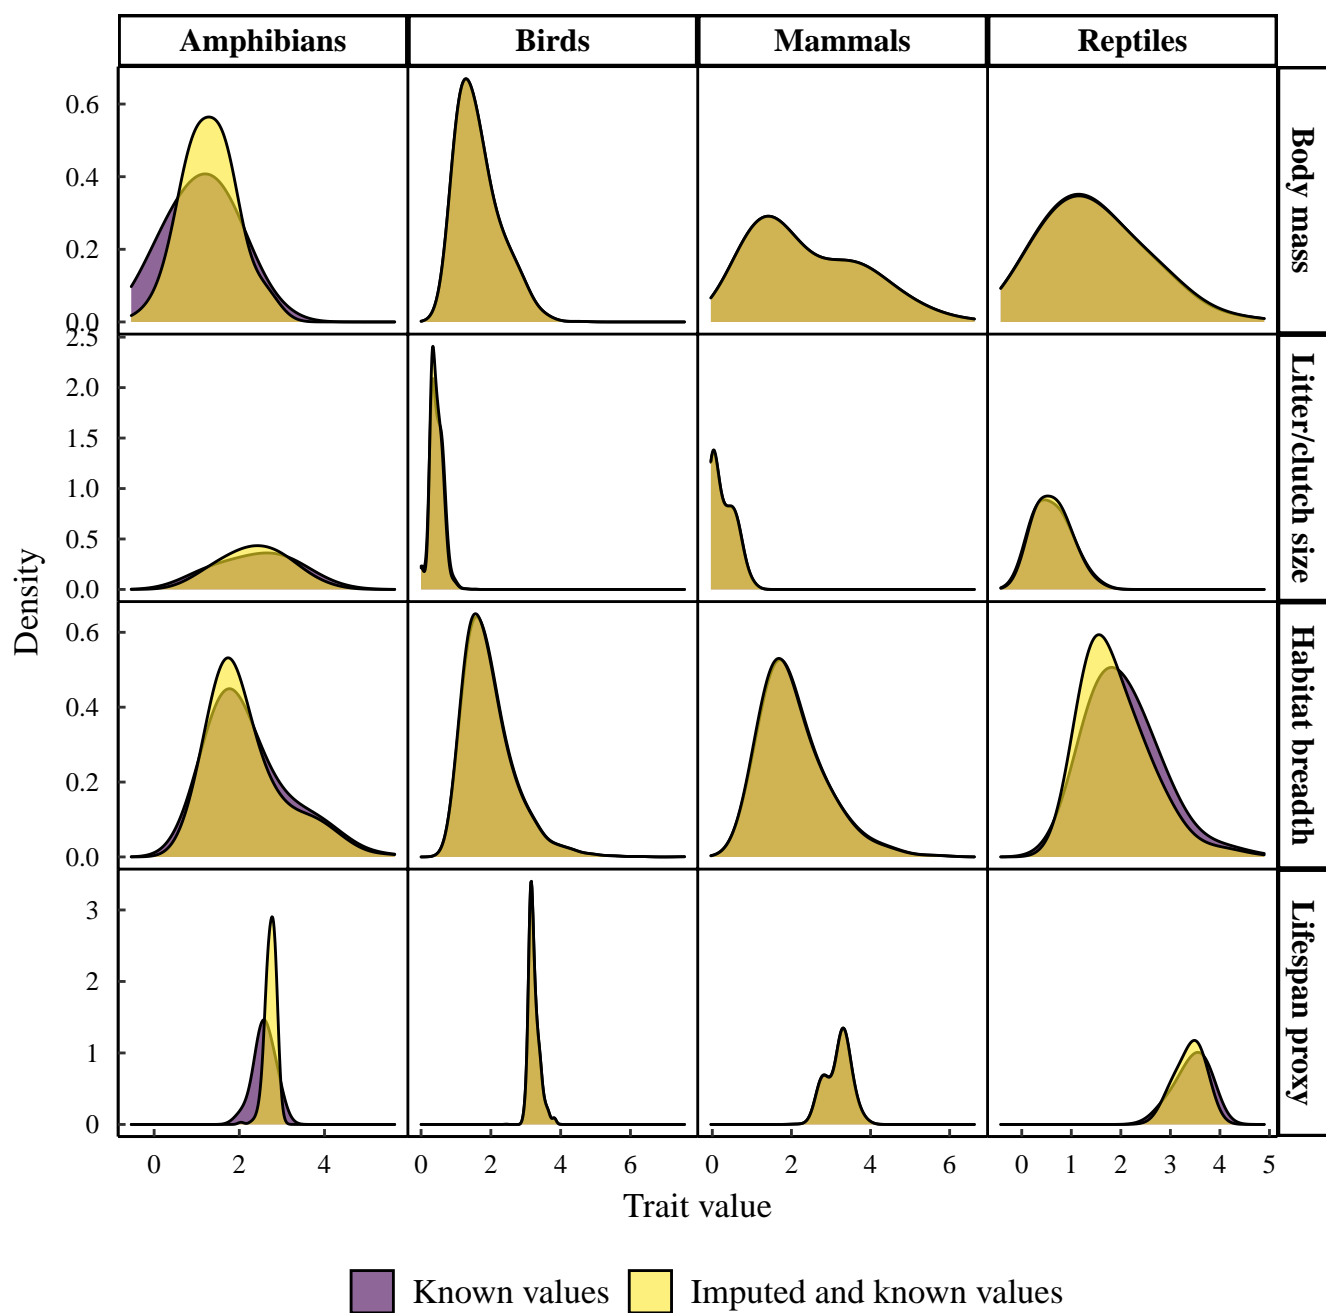 Amphibians Birds Mammals Reptiles
0.6
0.4
0.2
0.0
Body mass
2.5
2.0
1.5
1.0
0.5
0.0
Litter/clutch size
Density
0.6
0.4
0.2
0.0
Habitat breadth
3
2
1
0
Lifespan proxy
0 2 4 0 2 4 6 0 2 4 6 0 1 2 3 4 5
Trait value
Known values Imputed and known values